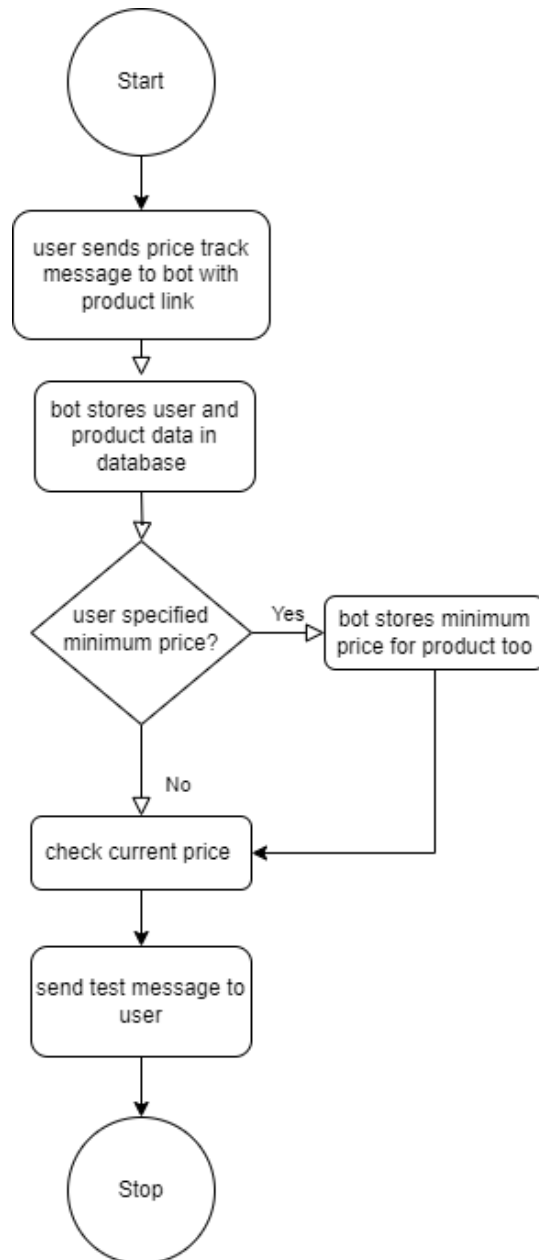 Start
user sends price track
message to bot with
product link
bot stores user and
product data in
database
user specified
minimum price?
Yes
bot stores minimum
price for product too
No
check current price
send test message to
user
Stop